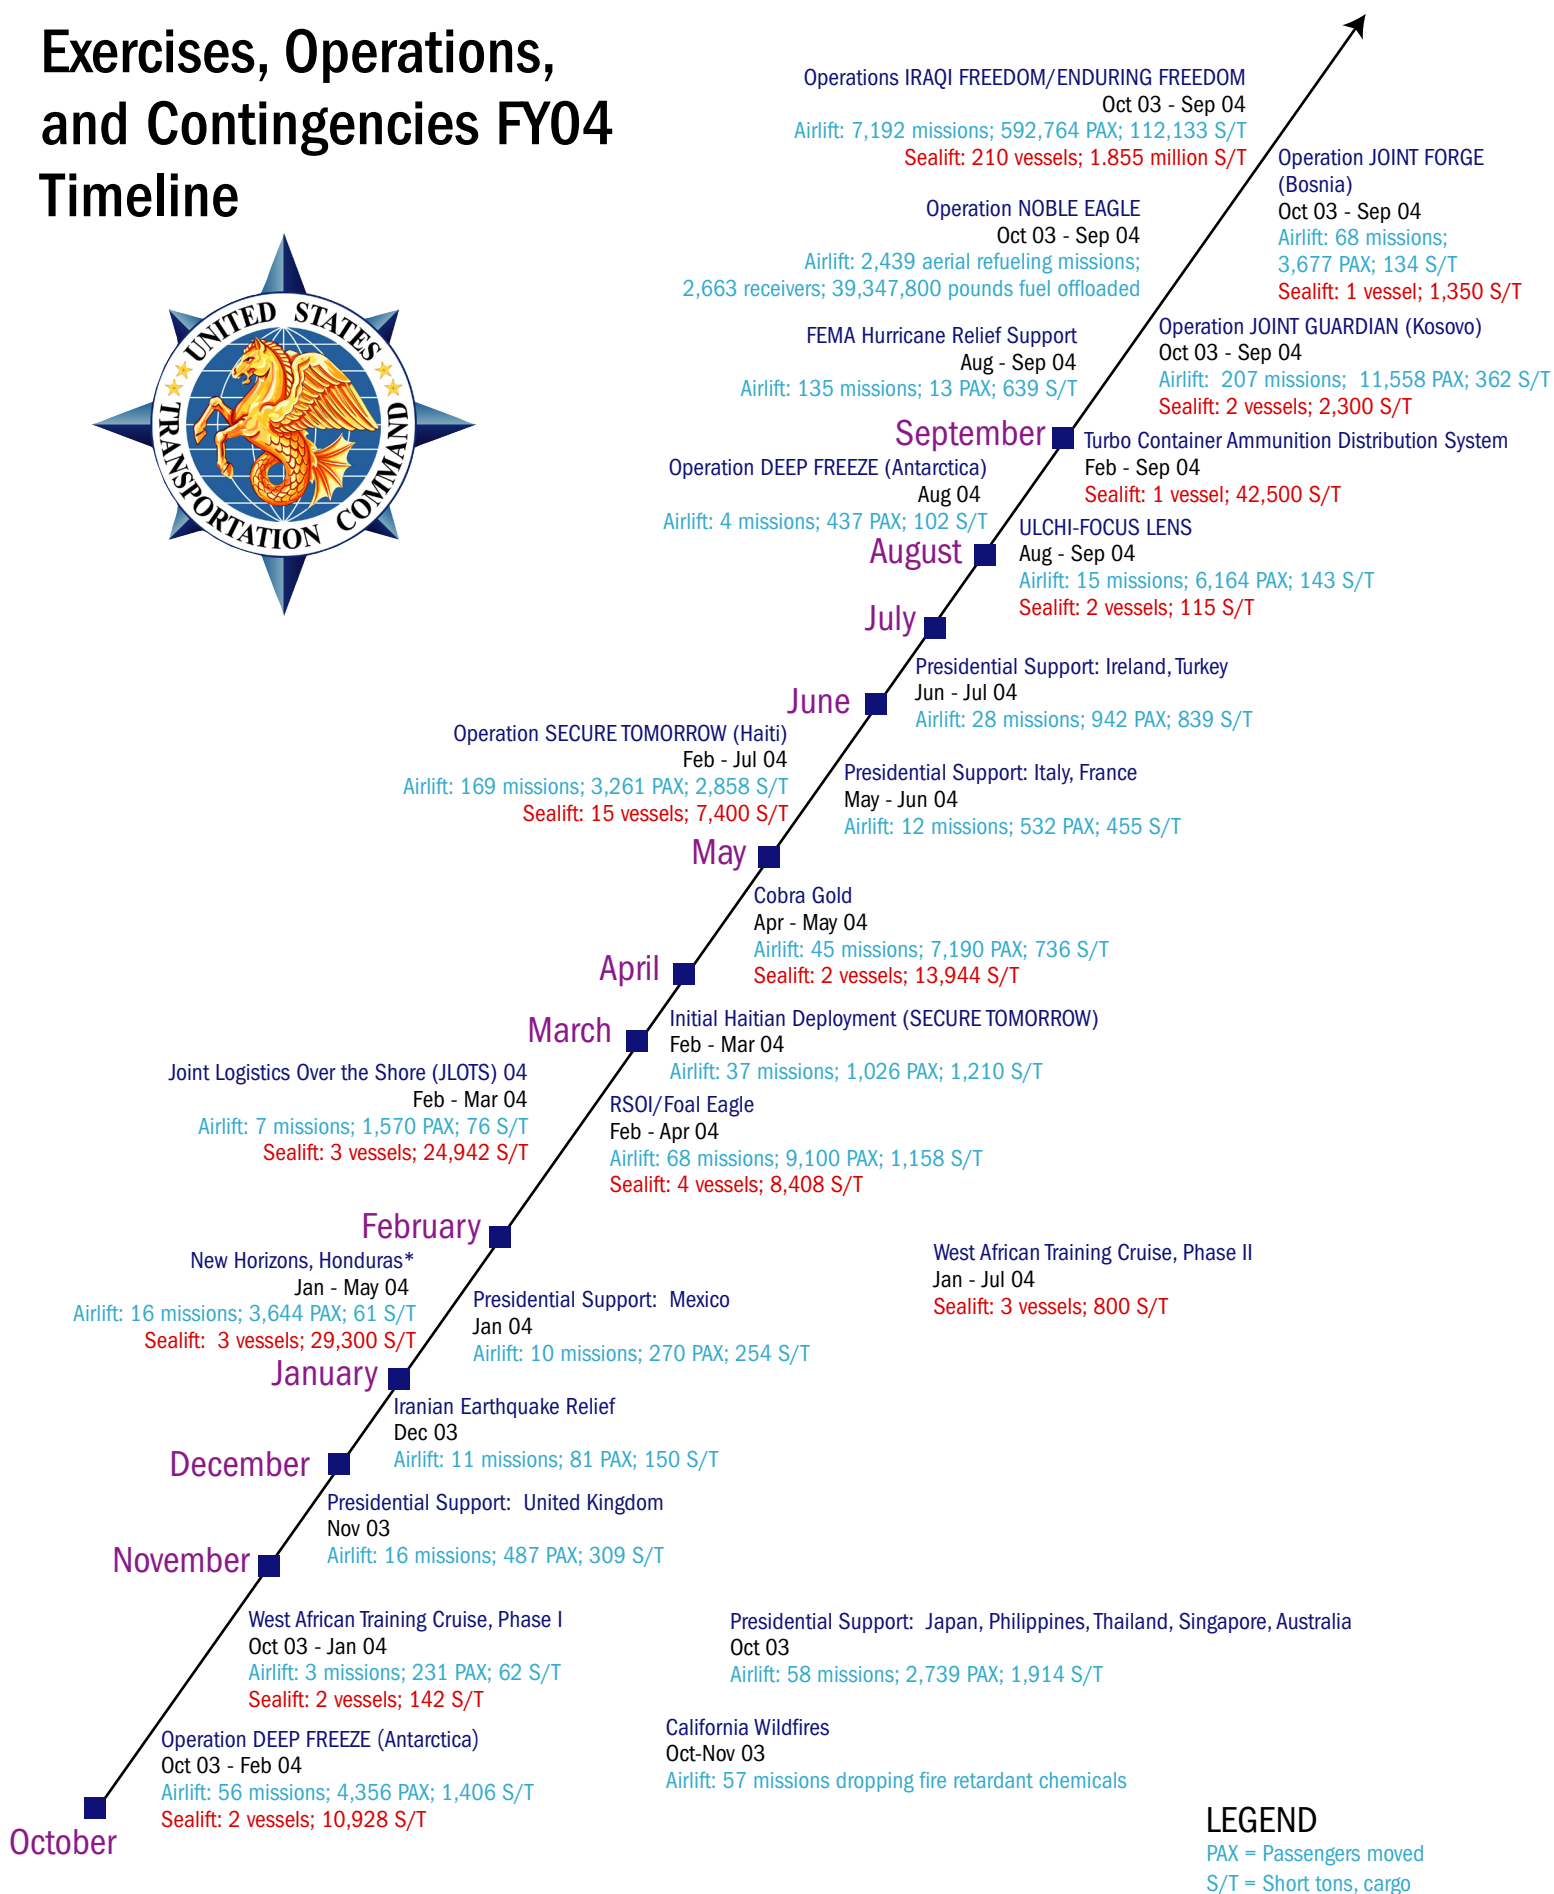 Exercises, Operations,
and Contingencies FY04
Timeline
UNITED STATES
TRANSPORTATION COMMAND
Operations IRAQI FREEDOM/ENDURING FREEDOM
Oct 03 - Sep 04
Airlift: 7,192 missions; 592,764 PAX; 112,133 S/T
Sealift: 210 vessels; 1.855 million S/T
Operation JOINT FORGE
(Bosnia)
Oct 03 - Sep 04
Airlift: 68 missions;
3,677 PAX; 134 S/T
Sealift: 1 vessel; 1,350 S/T
Operation NOBLE EAGLE
Oct 03 - Sep 04
Airlift: 2,439 aerial refueling missions;
2,663 receivers; 39,347,800 pounds fuel offloaded
Operation JOINT GUARDIAN (Kosovo)
Oct 03 - Sep 04
Airlift: 207 missions; 11,558 PAX; 362 S/T
Sealift: 2 vessels; 2,300 S/T
FEMA Hurricane Relief Support
Aug - Sep 04
Airlift: 135 missions; 13 PAX; 639 S/T
September
Turbo Container Ammunition Distribution System
Feb - Sep 04
Sealift: 1 vessel; 42,500 S/T
Operation DEEP FREEZE (Antarctica)
Aug 04
Airlift: 4 missions; 437 PAX; 102 S/T
August
ULCHI-FOCUS LENS
Aug - Sep 04
Airlift: 15 missions; 6,164 PAX; 143 S/T
Sealift: 2 vessels; 115 S/T
July
Presidential Support: Ireland, Turkey
Jun - Jul 04
Airlift: 28 missions; 942 PAX; 839 S/T
June
Operation SECURE TOMORROW (Haiti)
Feb - Jul 04
Airlift: 169 missions; 3,261 PAX; 2,858 S/T
Sealift: 15 vessels; 7,400 S/T
Presidential Support: Italy, France
May - Jun 04
Airlift: 12 missions; 532 PAX; 455 S/T
May
Cobra Gold
Apr - May 04
Airlift: 45 missions; 7,190 PAX; 736 S/T
Sealift: 2 vessels; 13,944 S/T
April
Initial Haitian Deployment (SECURE TOMORROW)
Feb - Mar 04
Airlift: 37 missions; 1,026 PAX; 1,210 S/T
March
Joint Logistics Over the Shore (JLOTS) 04
Feb - Mar 04
Airlift: 7 missions; 1,570 PAX; 76 S/T
Sealift: 3 vessels; 24,942 S/T
RSOI/Foal Eagle
Feb - Apr 04
Airlift: 68 missions; 9,100 PAX; 1,158 S/T
Sealift: 4 vessels; 8,408 S/T
February
New Horizons, Honduras*
Jan - May 04
Airlift: 16 missions; 3,644 PAX; 61 S/T
Sealift: 3 vessels; 29,300 S/T
West African Training Cruise, Phase II
Jan - Jul 04
Sealift: 3 vessels; 800 S/T
Presidential Support: Mexico
Jan 04
Airlift: 10 missions; 270 PAX; 254 S/T
January
Iranian Earthquake Relief
Dec 03
Airlift: 11 missions; 81 PAX; 150 S/T
December
Presidential Support: United Kingdom
Nov 03
Airlift: 16 missions; 487 PAX; 309 S/T
November
West African Training Cruise, Phase I
Oct 03 - Jan 04
Airlift: 3 missions; 231 PAX; 62 S/T
Sealift: 2 vessels; 142 S/T
Presidential Support: Japan, Philippines, Thailand, Singapore, Australia
Oct 03
Airlift: 58 missions; 2,739 PAX; 1,914 S/T
Operation DEEP FREEZE (Antarctica)
Oct 03 - Feb 04
Airlift: 56 missions; 4,356 PAX; 1,406 S/T
Sealift: 2 vessels; 10,928 S/T
California Wildfires
Oct-Nov 03
Airlift: 57 missions dropping fire retardant chemicals
October
LEGEND
PAX = Passengers moved
S/T = Short tons, cargo